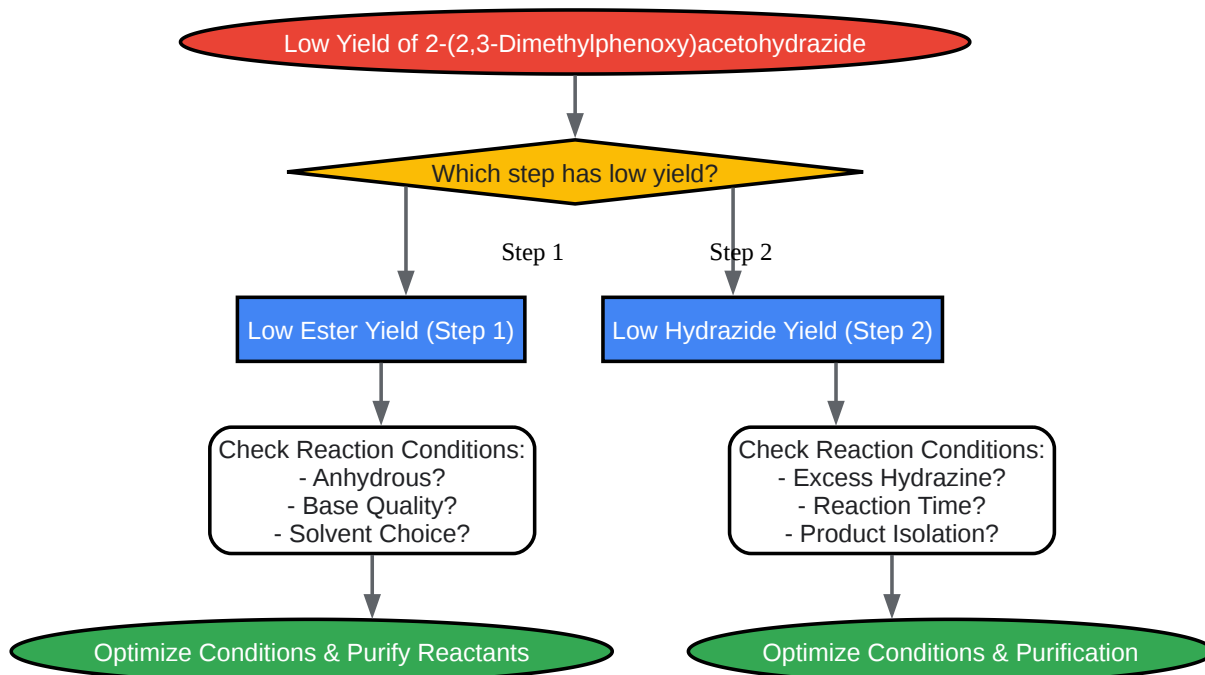 Low Yield of 2-(2,3-Dimethylphenoxy)acetohydrazide
Which step has low yield?
Step 1
Step 2
Low Ester Yield (Step 1)
Low Hydrazide Yield (Step 2)
Check Reaction Conditions:
- Anhydrous?
- Base Quality?
- Solvent Choice?
Check Reaction Conditions:
- Excess Hydrazine?
- Reaction Time?
- Product Isolation?
Optimize Conditions & Purify Reactants
Optimize Conditions & Purification